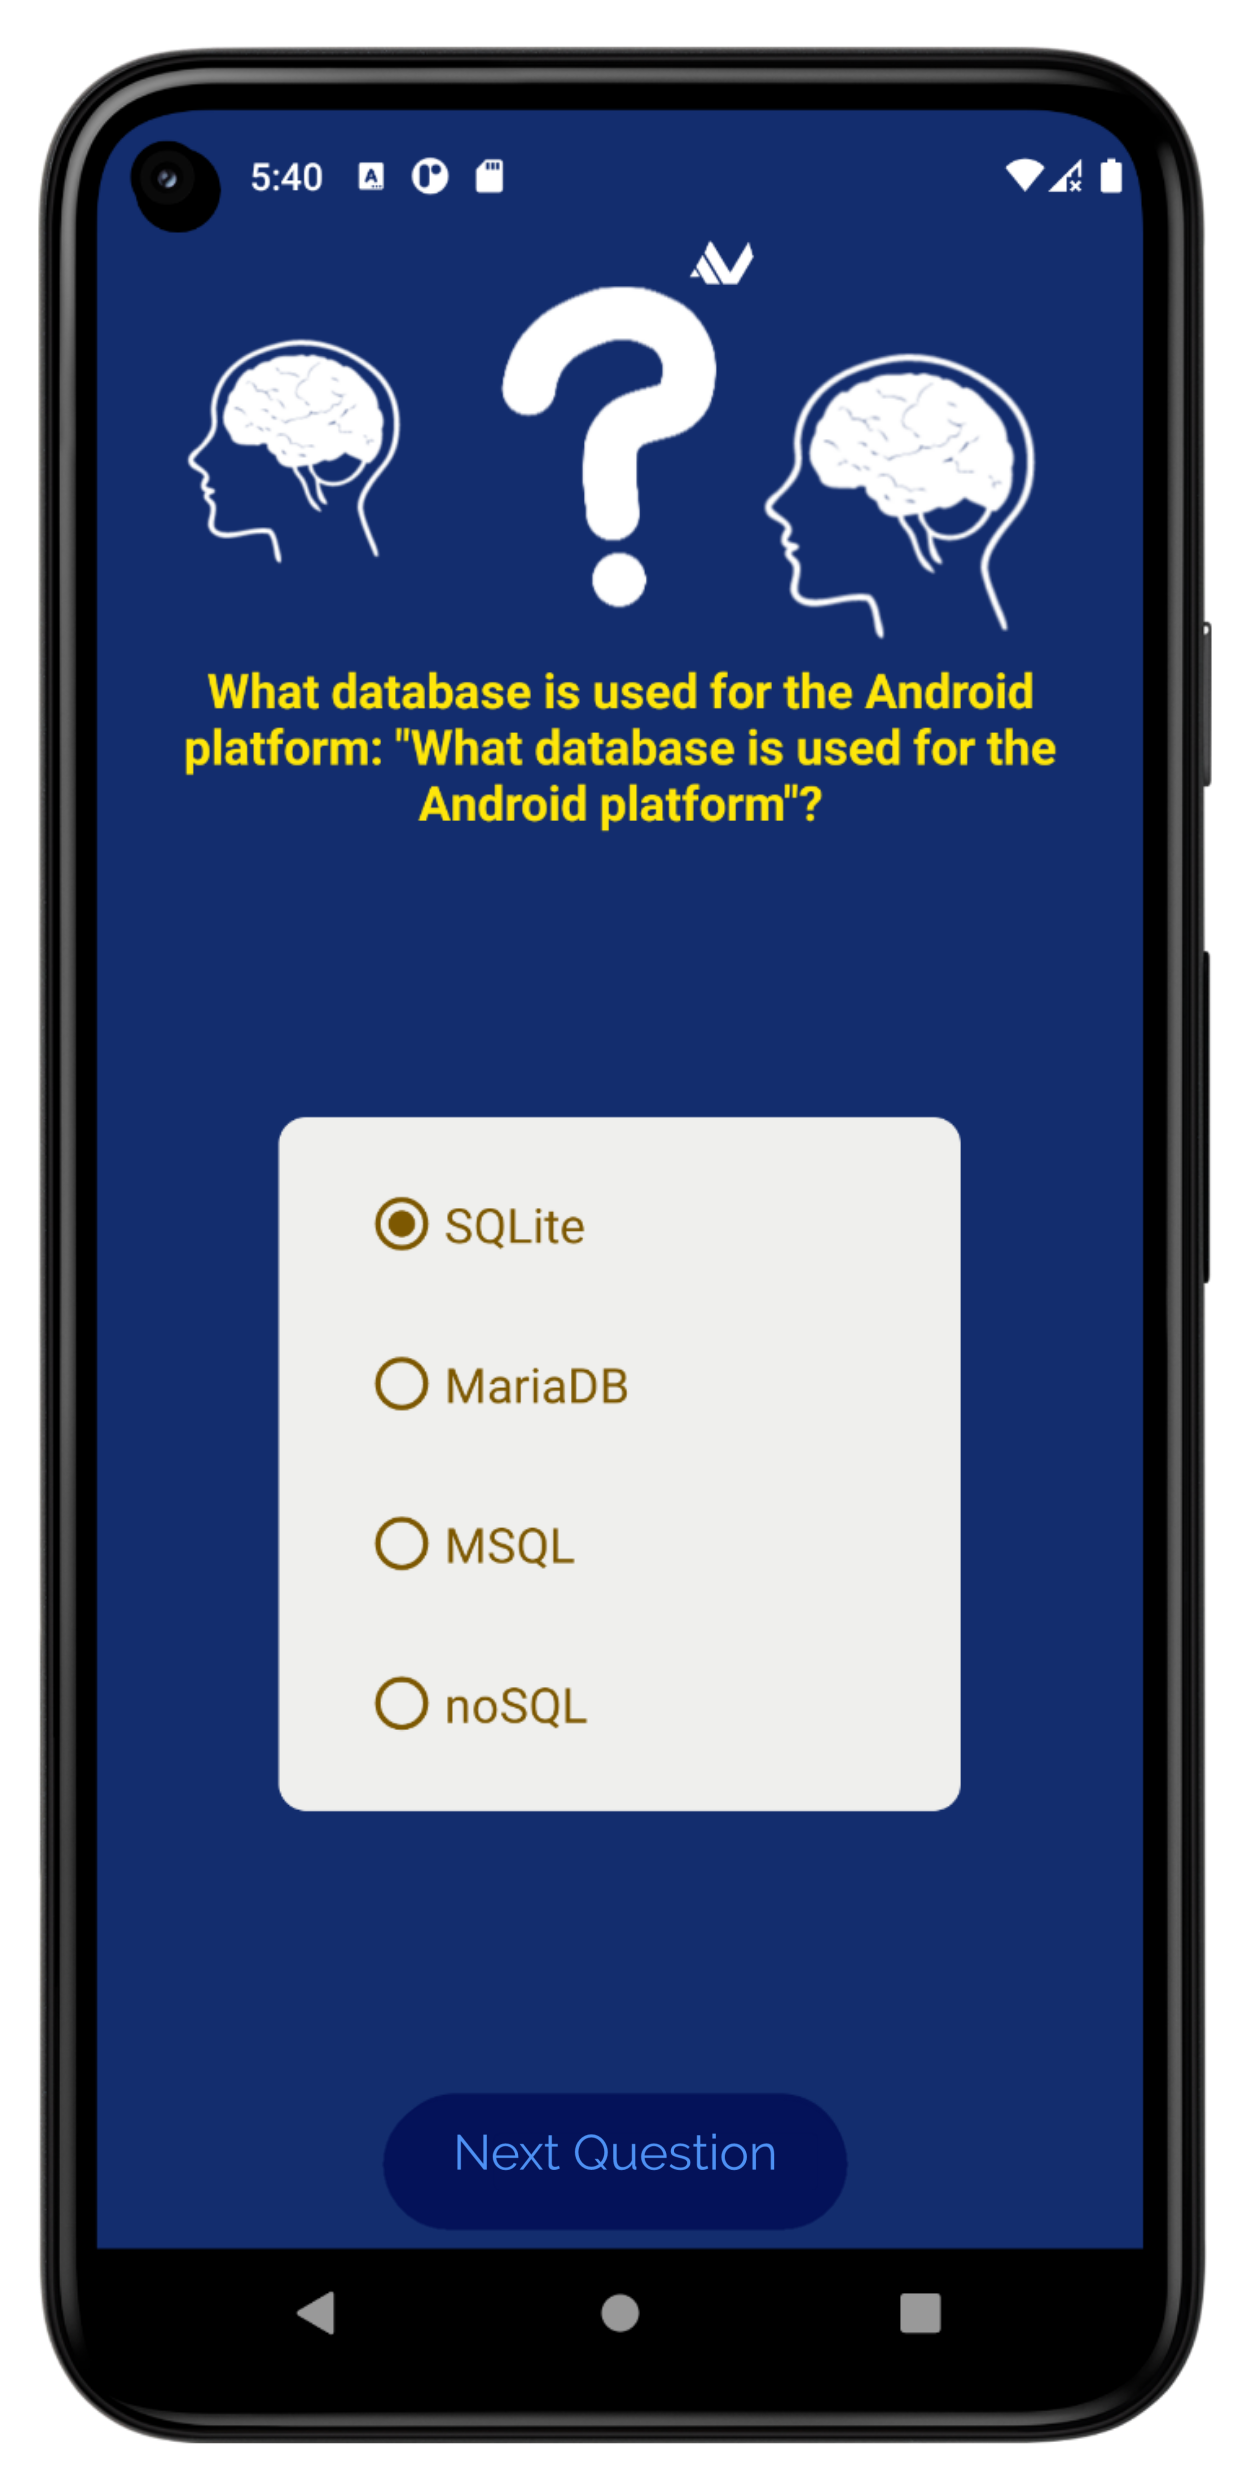 5:40
What database is used for the Android
platform: "What database is used for the
Android platform"?
SQLite
MariaDB
MSQL
noSQL
Next Question